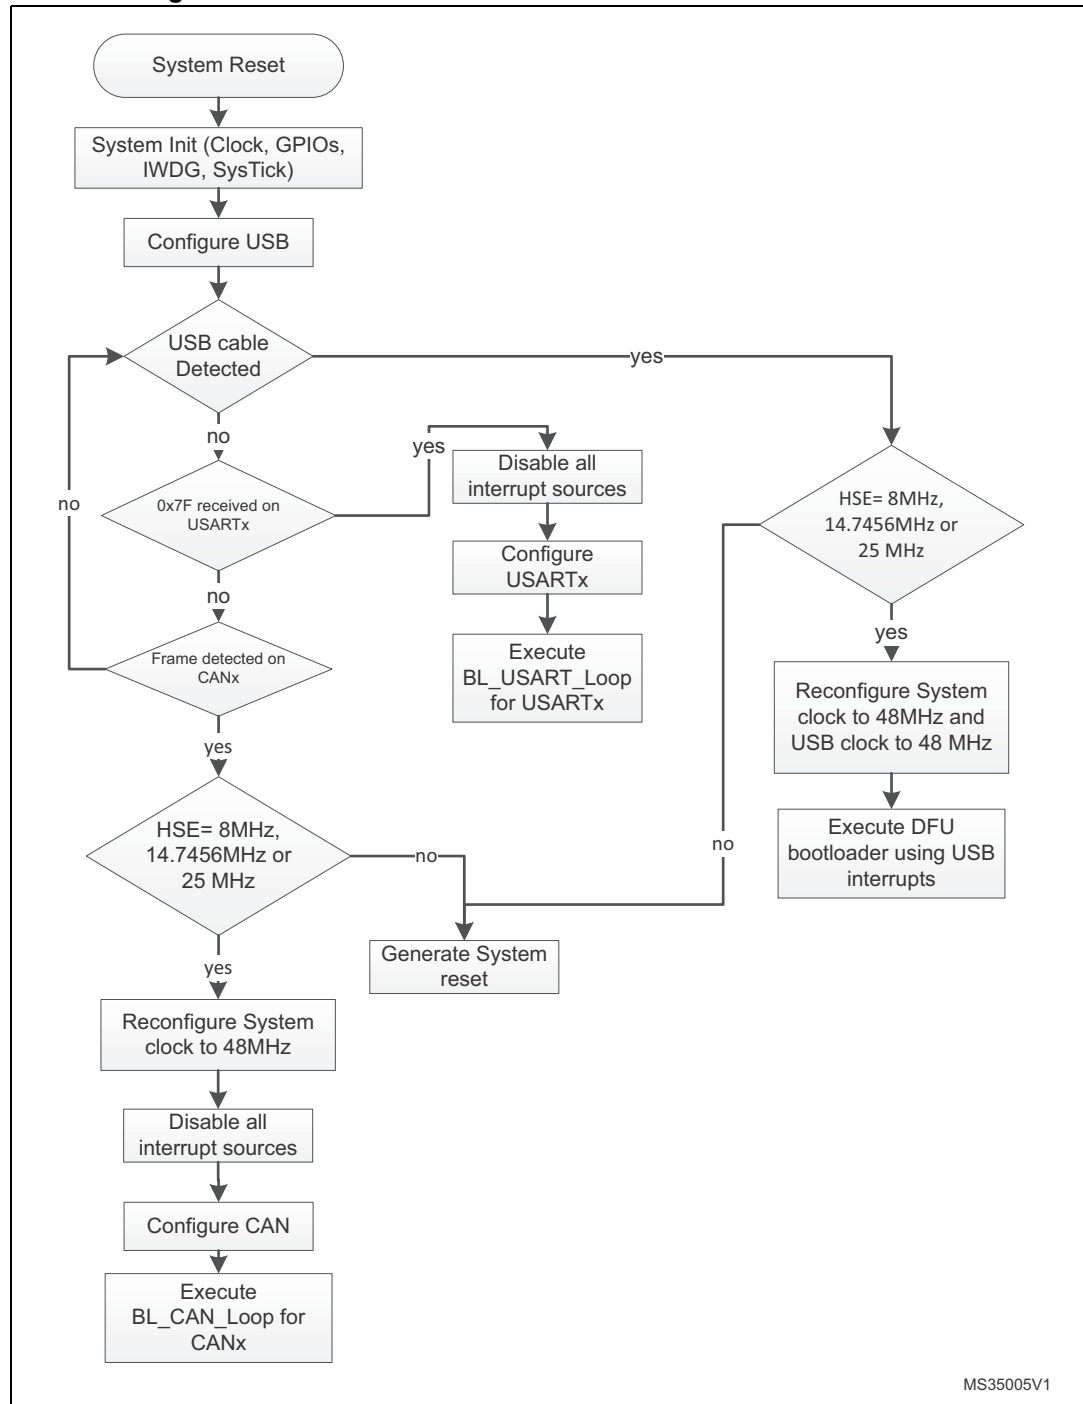 System Reset
System Init (Clock, GPIOs,
IWDG, SysTick)
Configure USB
USB cable
Detected
yes
no
yes
Disable all
interrupt sources
0x7F received on
USARTx
no
HSE= 8MHz,
14.7456MHz or
25 MHz
Configure
USARTx
no
yes
Execute
BL_USART_Loop
for USARTx
Frame detected on
CANx
Reconfigure System
clock to 48MHz and
USB clock to 48 MHz
yes
HSE= 8MHz,
14.7456MHz or
25 MHz
no
no
Execute DFU
bootloader using USB
interrupts
Generate System
reset
yes
Reconfigure System
clock to 48MHz
Disable all
interrupt sources
Configure CAN
Execute
BL_CAN_Loop for
CANx
MS35005V1